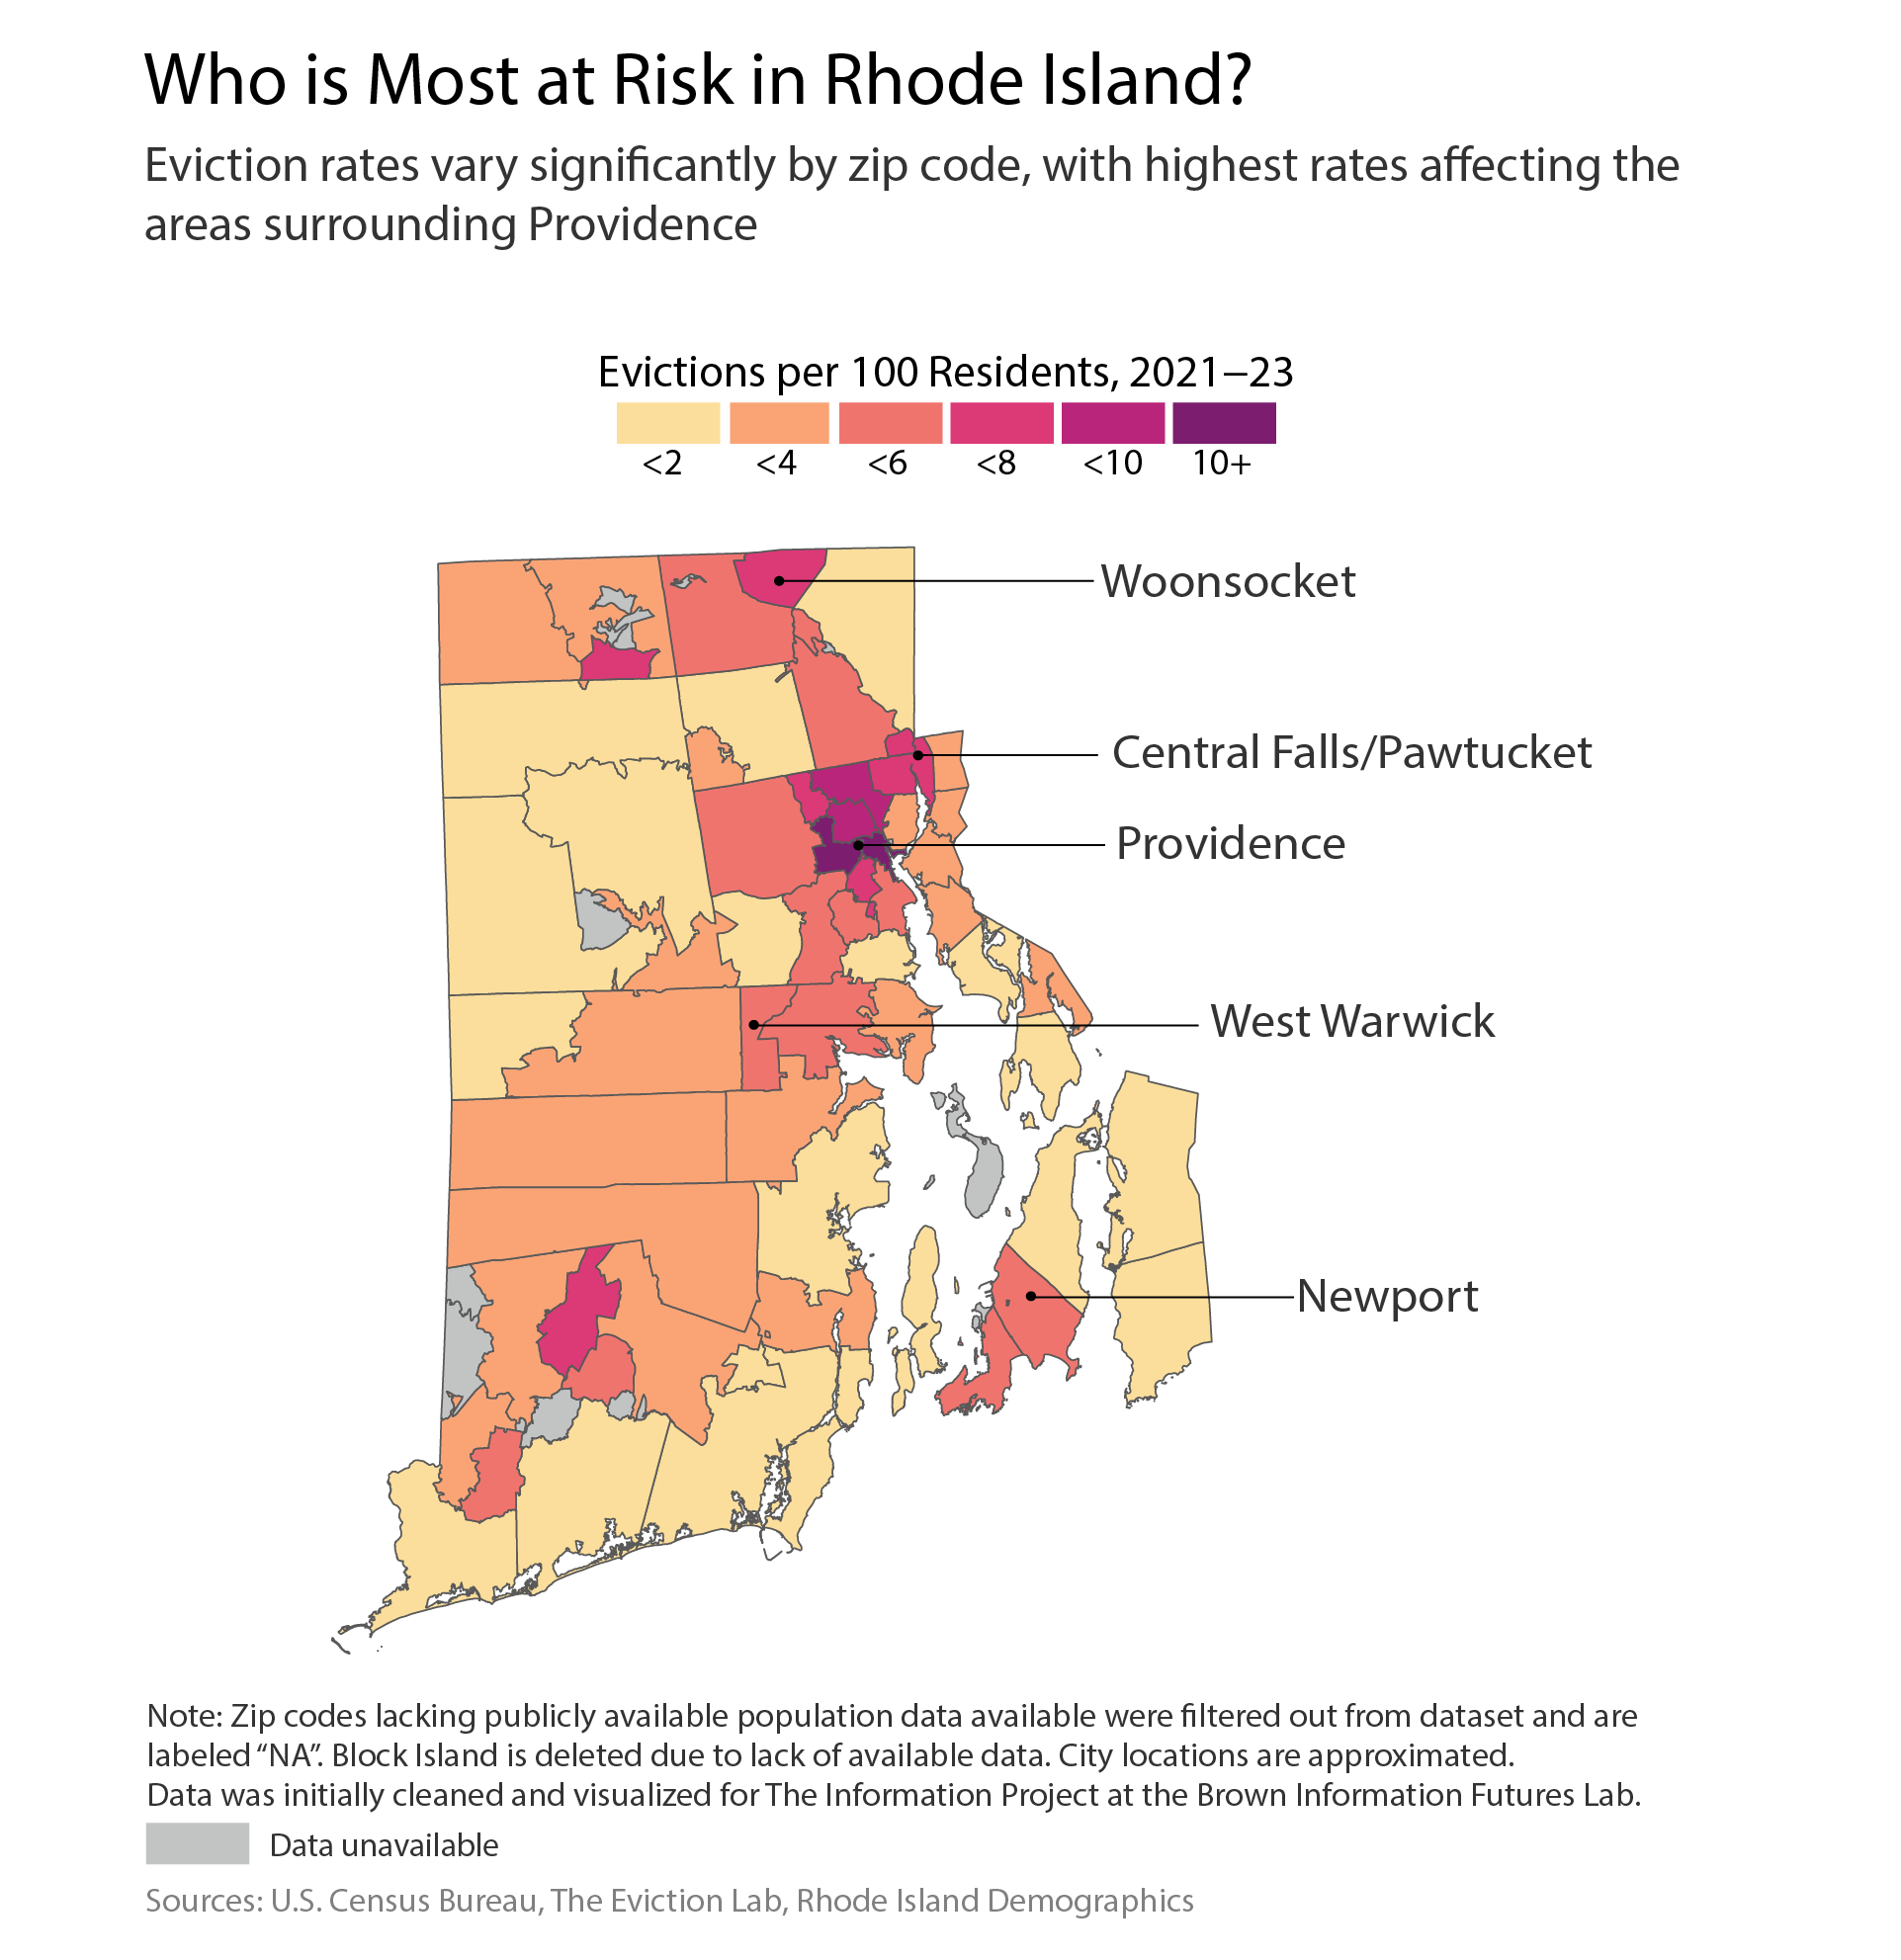 Who is Most at Risk in Rhode Island?
Eviction rates vary significantly by zip code, with highest rates affecting the
areas surrounding Providence
Evictions per 100 Residents, 2021–23
<2 <4 <6 <8 <10 10+
Woonsocket
Central Falls/Pawtucket
Providence
West Warwick
Newport
Note: Zip codes lacking publicly available population data available were filtered out from dataset and are
labeled “NA”. Block Island is deleted due to lack of available data. City locations are approximated.
Data was initially cleaned and visualized for The Information Project at the Brown Information Futures Lab.
Data unavailable
Sources: U.S. Census Bureau, The Eviction Lab, Rhode Island Demographics